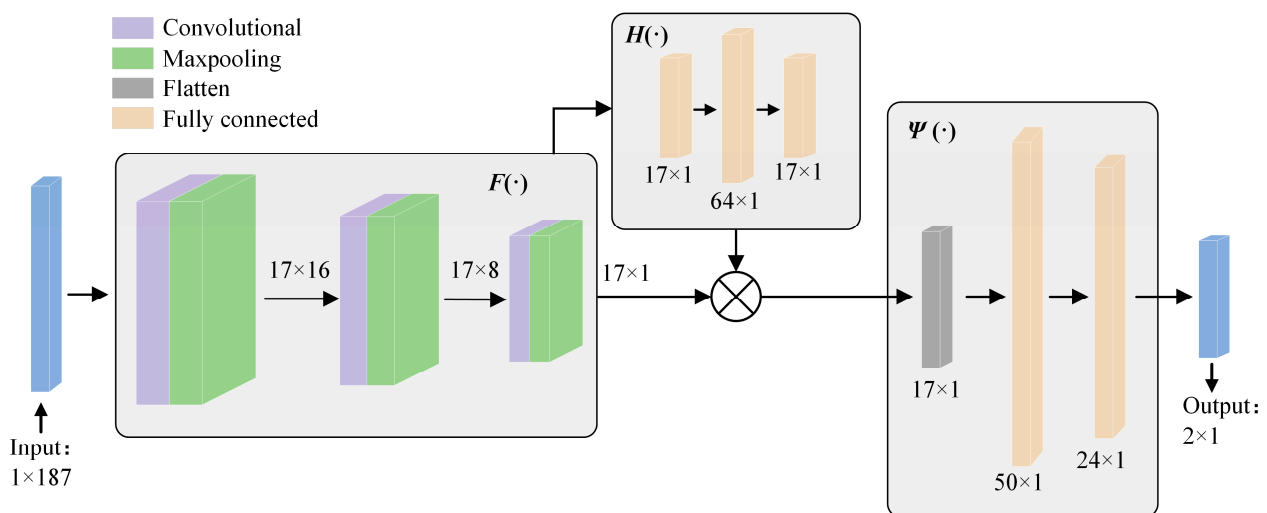 Convolutional
Maxpooling
Flatten
Fully connected
H(·)
17×1
64×1
17×1
F(·)
17×16
17×8
17×1
Ψ (·)
17×1
50×1
24×1
Input：
1×187
Output：
2×1